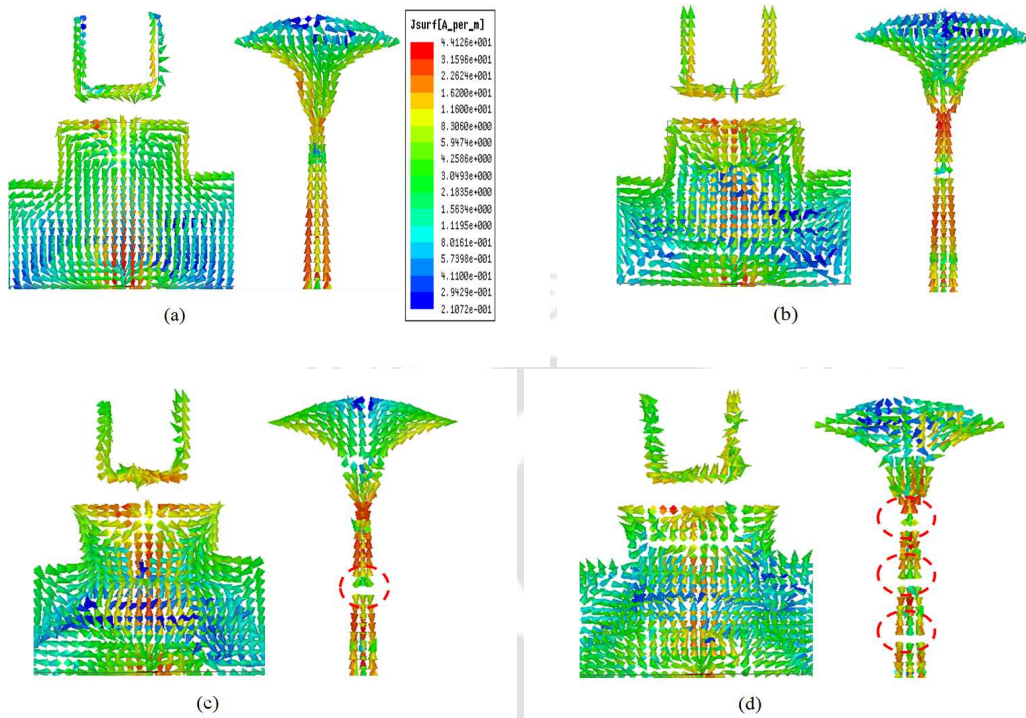 Jsurf[A_per_m]
4.4126e+001
3.1596e+001
2.2624e+001
1.6200e+001
1.1600e+001
8.3060e+000
5.9474e+000
4.2586e+000
3.0493e+000
2.1835e+000
1.5634e+000
1.1195e+000
8.0161e-001
5.7398e-001
4.1100e-001
2.9429e-001
2.1072e-001
(a)
(b)
(c)
(d)